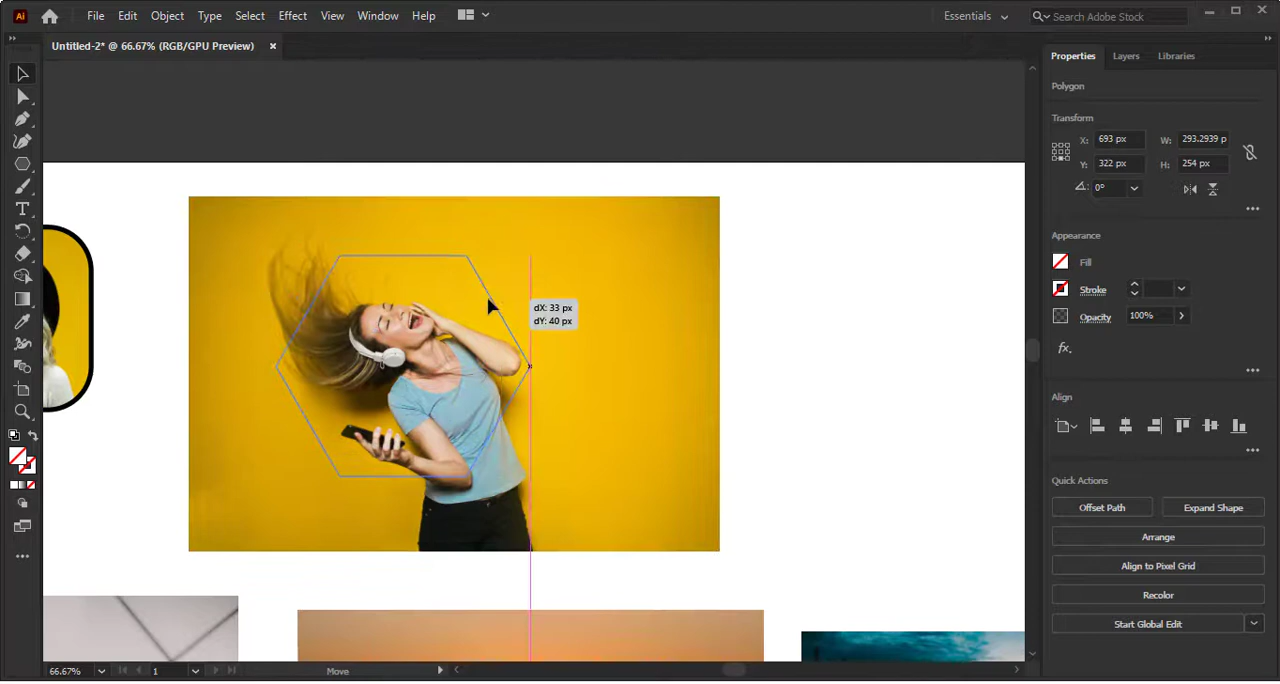 Ai File Edit Object Type Select Effect View Window Help Essentials Search Adobe Stock
Untitled-2* @ 66.67% (RGB/GPU Preview)
Properties Layers Libraries
Polygon
Transform
X: 693 px W: 293.2939 p
Y: 322 px H: 254 px
0°
Appearance
Fill
Stroke
Opacity 100%
fx.
dX: 33 px
dY: 40 px
Align
Quick Actions
Offset Path Expand Shape
Arrange
Align to Pixel Grid
Recolor
Start Global Edit
66.67% 1 Move